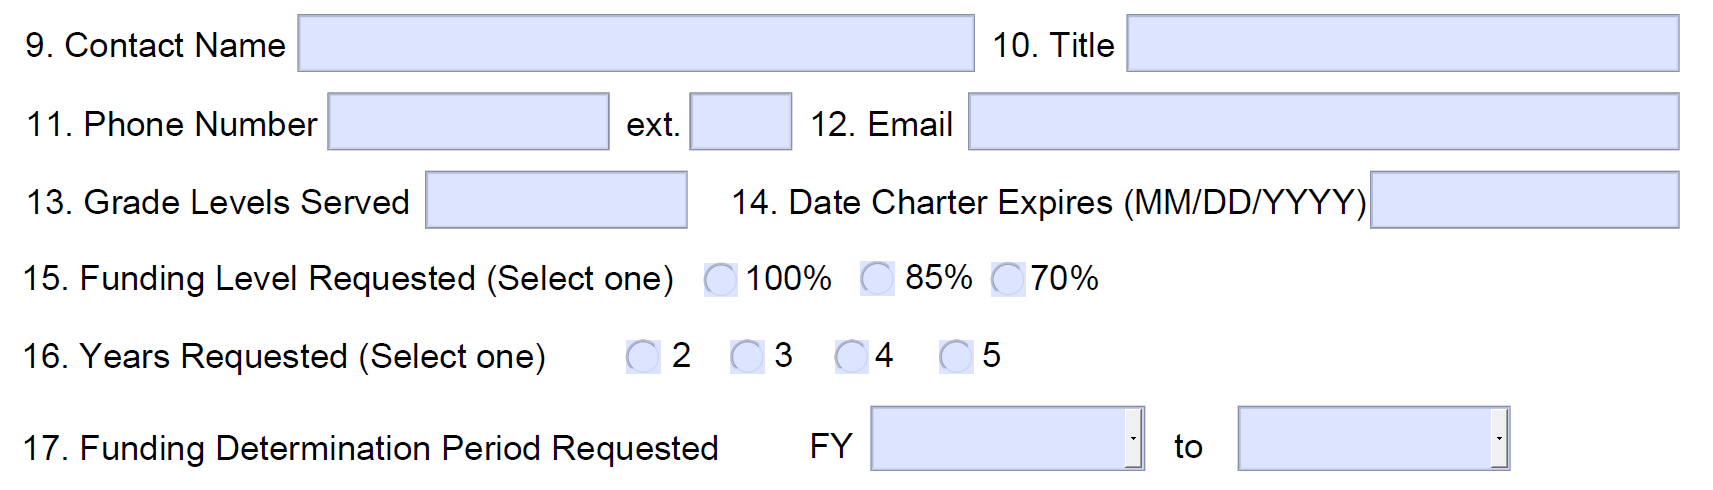 9. Contact Name 10. Title
11. Phone Number ext. 12. Email
13. Grade Levels Served 14. Date Charter Expires (MM/DD/YYYY)
15. Funding Level Requested (Select one) 100% 85% 70%
16. Years Requested (Select one) 2 3 4 5
17. Funding Determination Period Requested FY to